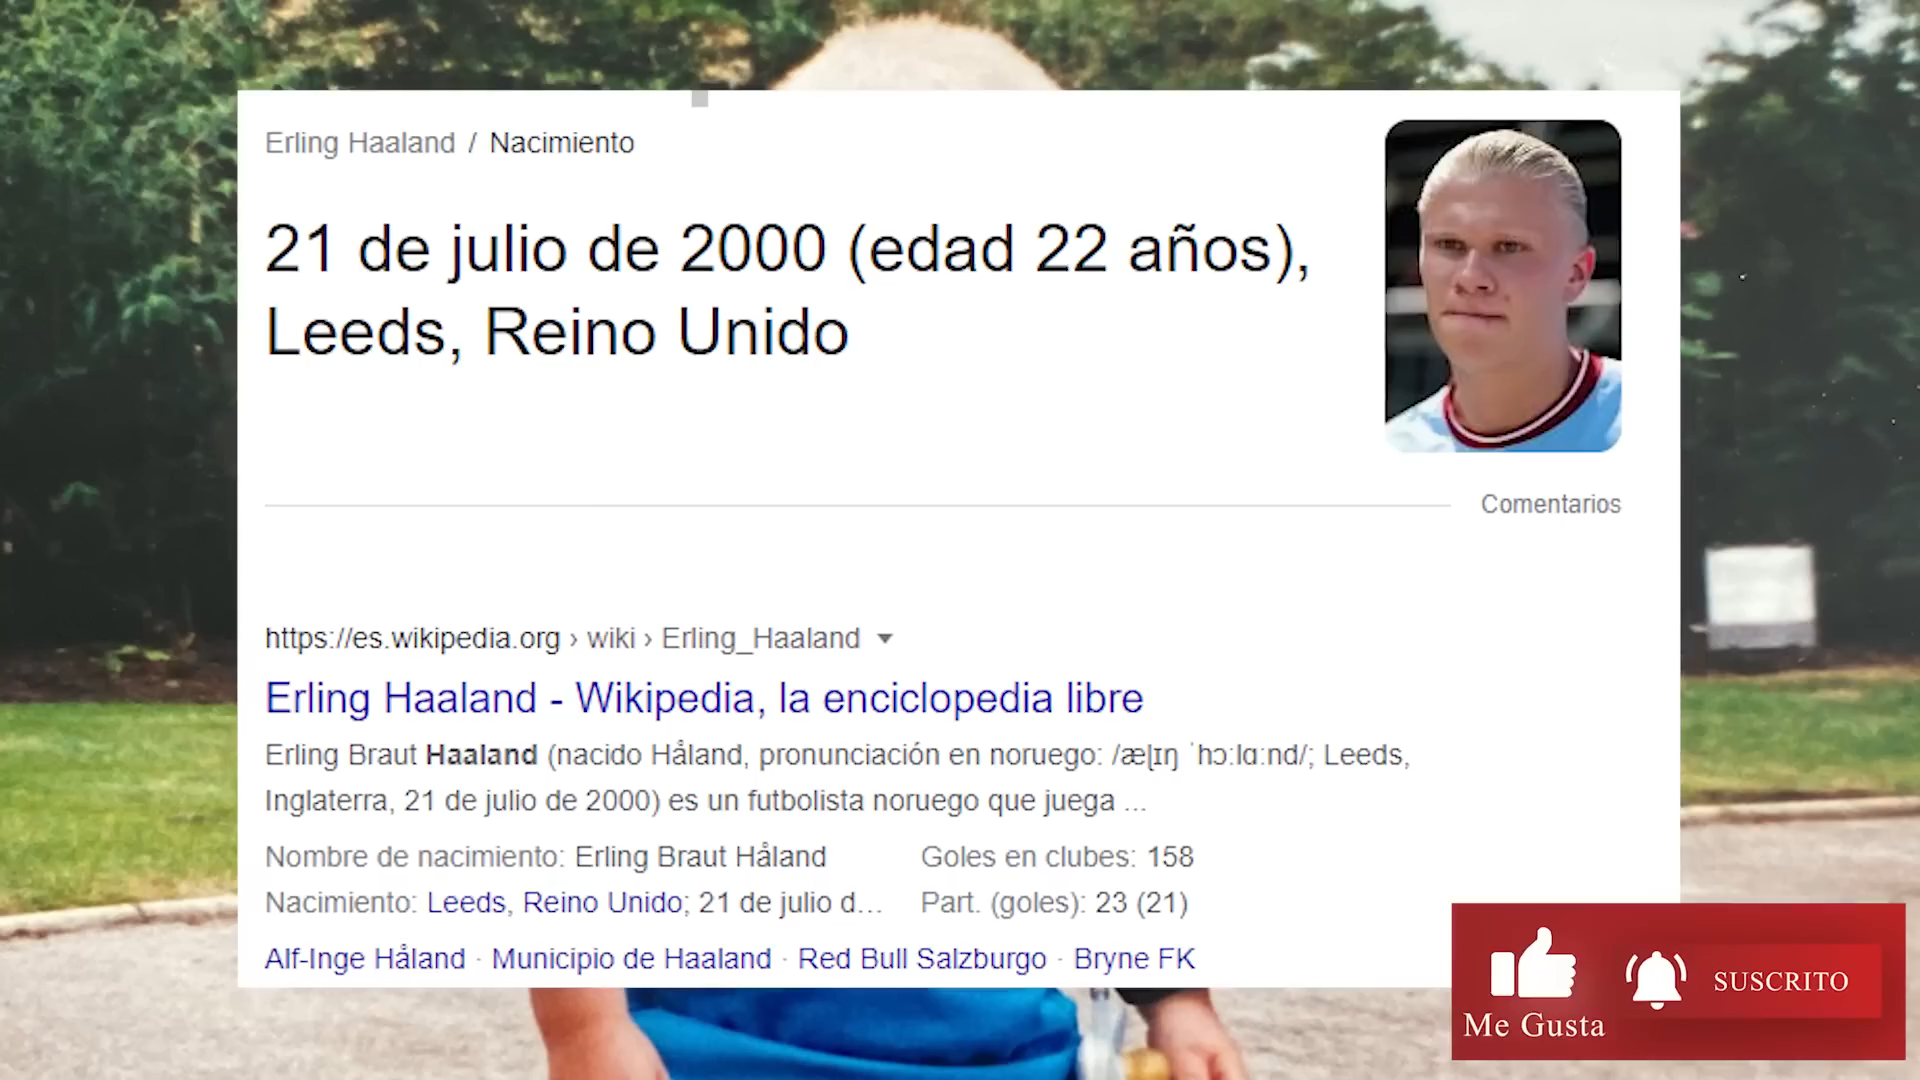 Erling Haaland / Nacimiento
21 de julio de 2000 (edad 22 años),
Leeds, Reino Unido
Comentarios
https://es.wikipedia.org › wiki › Erling_Haaland
Erling Haaland - Wikipedia, la enciclopedia libre
Erling Braut Haaland (nacido Håland, pronunciación en noruego: /æɭɪŋ ˈhɔːlɑːnd/; Leeds,
Inglaterra, 21 de julio de 2000) es un futbolista noruego que juega ...
Nombre de nacimiento: Erling Braut Håland Goles en clubes: 158
Nacimiento: Leeds, Reino Unido; 21 de julio d... Part. (goles): 23 (21)
Alf-Inge Håland · Municipio de Haaland · Red Bull Salzburgo · Bryne FK
SUSCRITO
Me Gusta